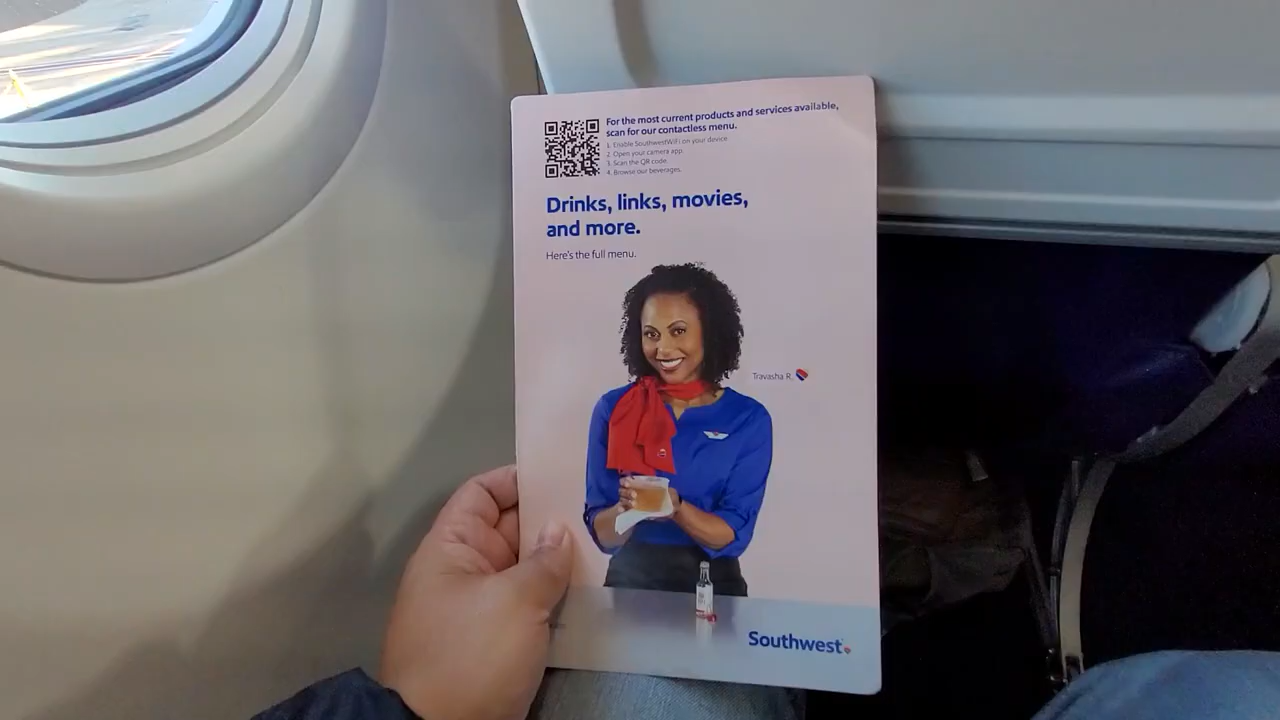 For the most current products and services available,
scan for our contactless menu.
1. Enable SouthwestWiFi on your device.
2. Open your camera app.
3. Scan the QR code.
4. Browse our beverages.
Drinks, links, movies,
and more.
Here's the full menu.
Travasha R.
Southwest